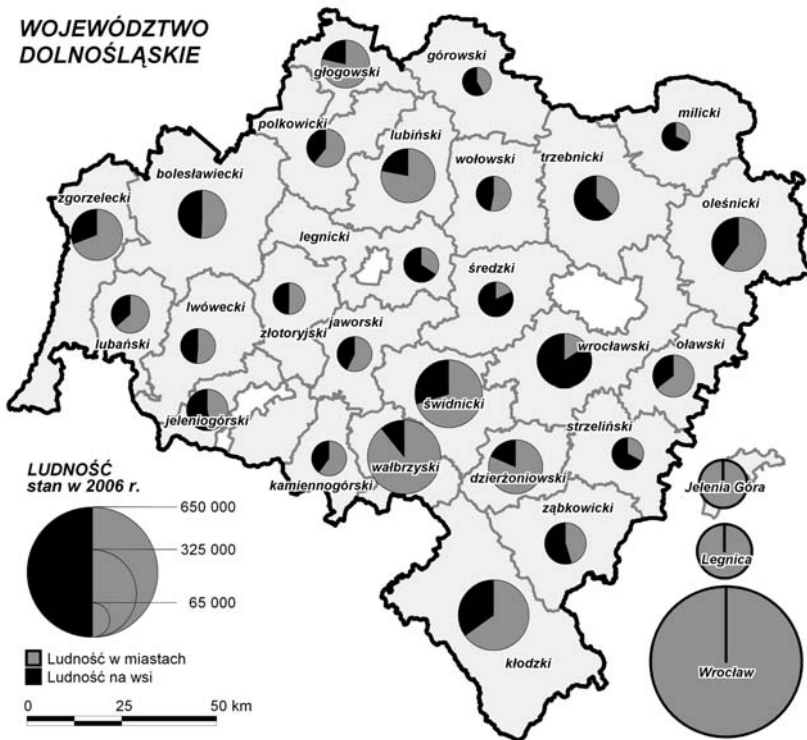 WOJEWÓDZTWO
DOLNOŚLĄSKIE
głogowski
górowski
milicki
polkowicki
lubiński
wołowski
trzebnicki
bolesławiecki
zgorzelecki
oleśnicki
legnicki
średzki
lwówecki
złotoryjski
jaworski
lubański
wrocławski
oławski
świdnicki
jeleniogórski
strzeliński
wałbrzyski
kamiennogórski
dzierżoniowski
ząbkowicki
kłodzki
Jelenia Góra
Legnica
Wrocław
LUDNOŚĆ
stan w 2006 r.
650 000
325 000
65 000
Ludność w miastach
Ludność na wsi
0 25 50 km